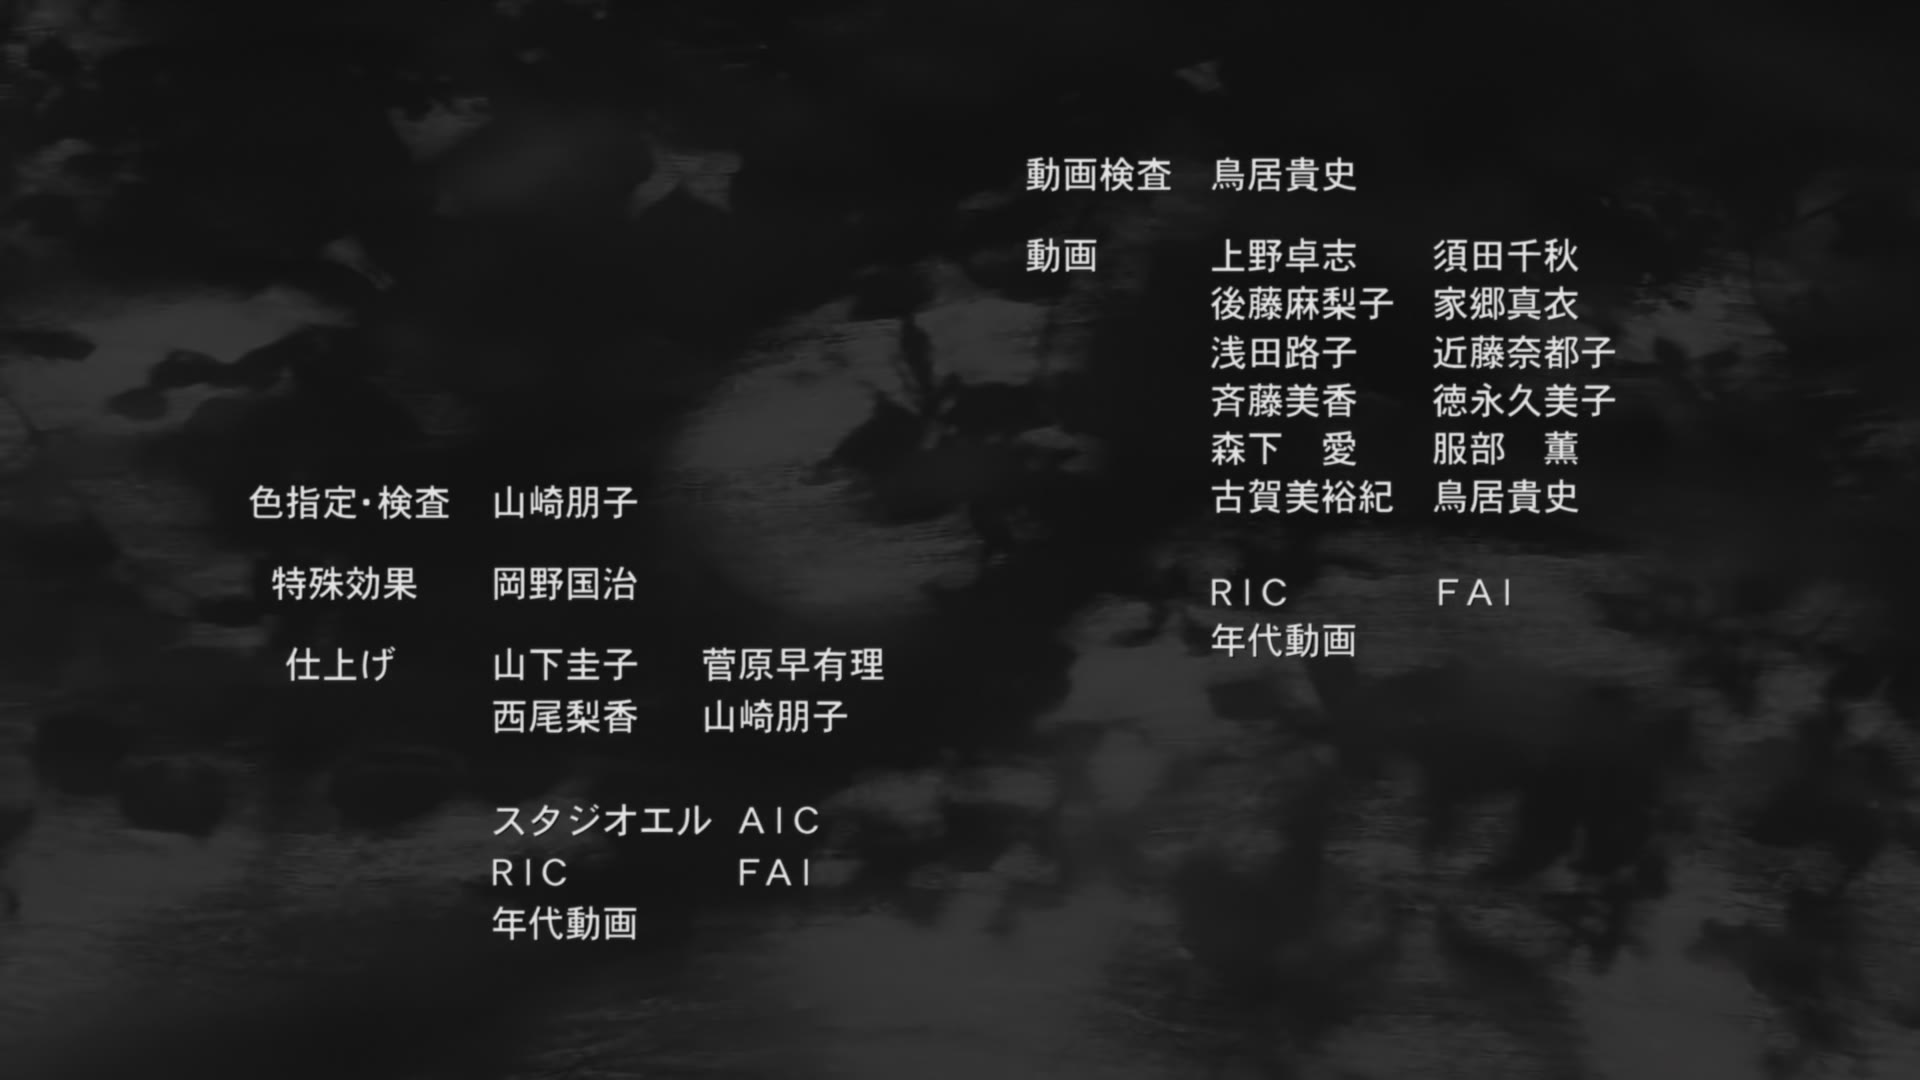 動画検査　鳥居貴史
動画　上野卓志　須田千秋
後藤麻梨子　家郷真衣
浅田路子　近藤奈都子
斉藤美香　徳永久美子
森下　愛　服部　薫
古賀美裕紀　鳥居貴史
ＲＩＣ　ＦＡＩ
年代動画
色指定･検査　山崎朋子
特殊効果　岡野国治
仕上げ　山下圭子　菅原早有理
西尾梨香　山崎朋子
スタジオエル　ＡＩＣ
ＲＩＣ　ＦＡＩ
年代動画